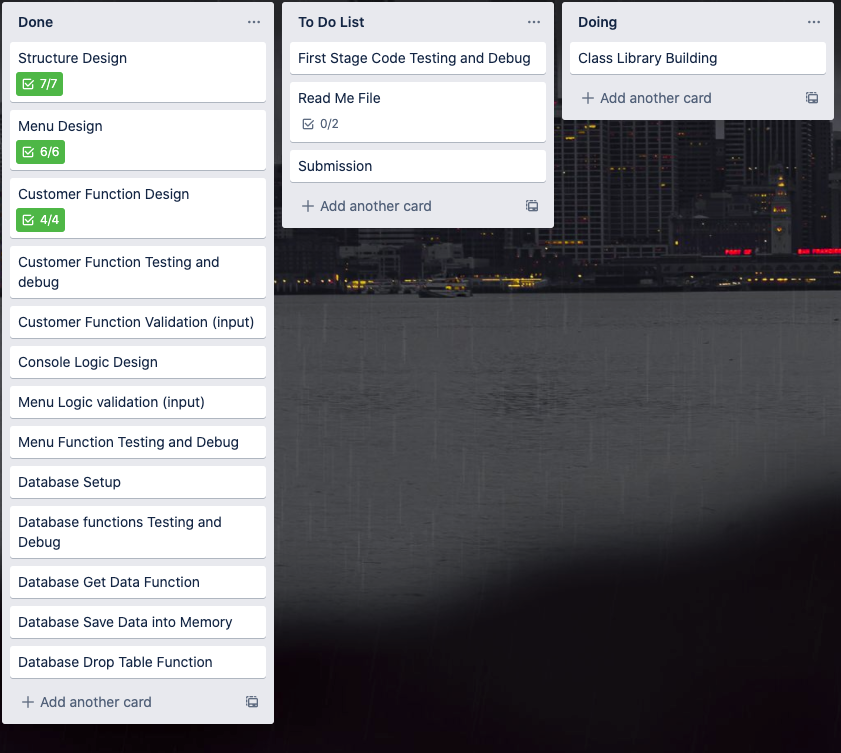 Done
Structure Design
7/7
Menu Design
6/6
Customer Function Design
4/4
Customer Function Testing and
debug
Customer Function Validation (input)
Console Logic Design
Menu Logic validation (input)
Menu Function Testing and Debug
Database Setup
Database functions Testing and
Debug
Database Get Data Function
Database Save Data into Memory
Database Drop Table Function
Add another card
To Do List
First Stage Code Testing and Debug
Read Me File
0/2
Submission
Add another card
Doing
Class Library Building
Add another card